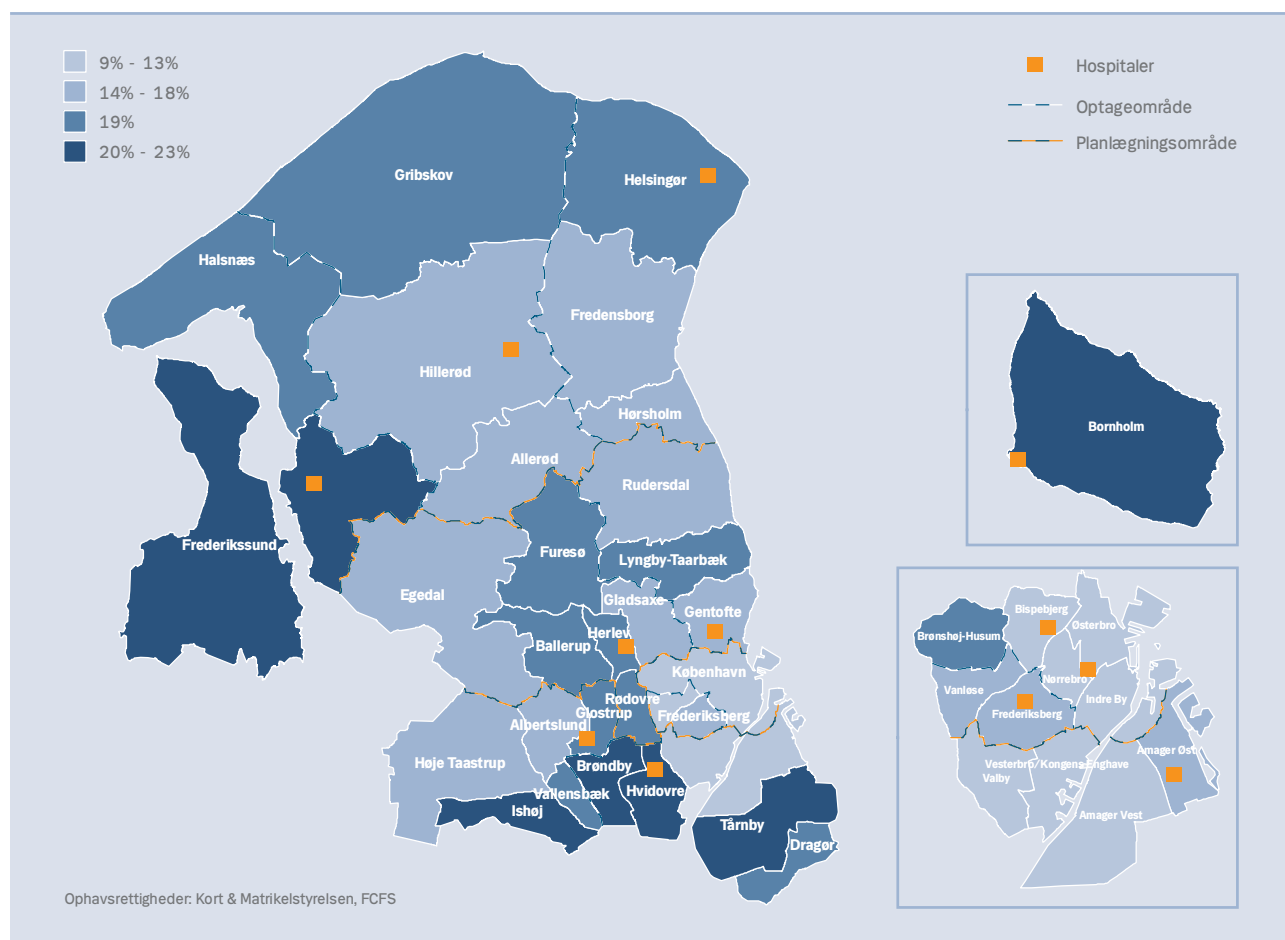 9% - 13%
14% - 18%
19%
20% - 23%
Hospitaler
Optageområde
Planlægningsområde
Gribskov
Helsingør
Halsnæs
Fredensborg
Hillerød
Hørsholm
Allerød
Rudersdal
Frederikssund
Furesø
Lyngby-Taarbæk
Egedal
Gladsaxe
Gentofte
Herlev
Ballerup
København
Rødovre
Glostrup
Frederiksberg
Albertslund
Høje Taastrup
Brøndby
Vallensbæk
Hvidovre
Ishøj
Tårnby
Dragør
Bornholm
Bispebjerg
Østerbro
Brønshøj-Husum
Nørrebro
Vanløse
Indre By
Frederiksberg
Amager Øst
Vesterbro/Kongens Enghave
Valby
Amager Vest
Ophavsrettigheder: Kort & Matrikelstyrelsen, FCFS